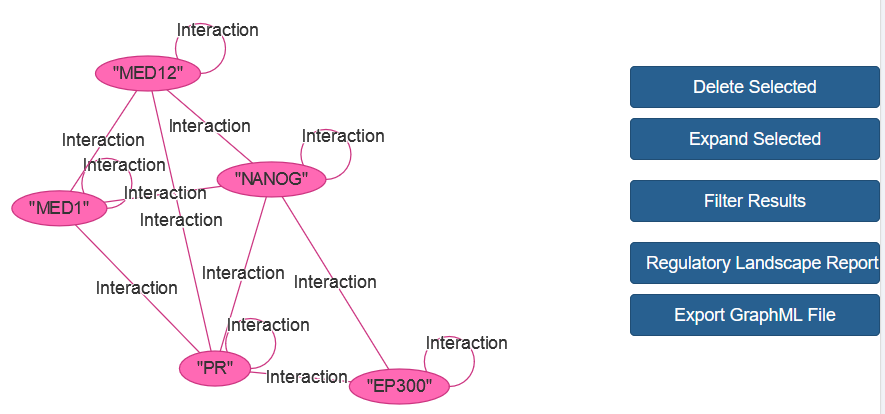 Interaction
"MED12"
Delete Selected
Interaction
Interaction
Interaction
Expand Selected
Interaction
"NANOG"
Interaction
Filter Results
"MED1"
Interaction
Interaction
Regulatory Landscape Report
Interaction
Interaction
Export GraphML File
Interaction
Interaction
"PR"
Interaction
"EP300"